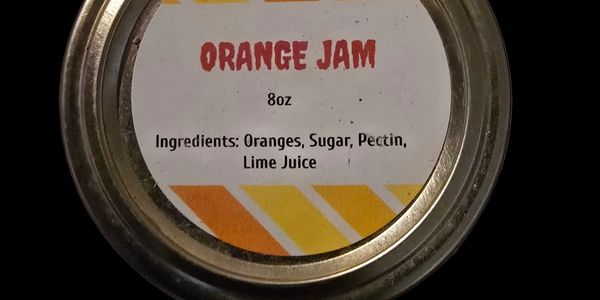 ORANGE JAM
8oz
Ingredients: Oranges, Sugar, Pectin,
Lime Juice